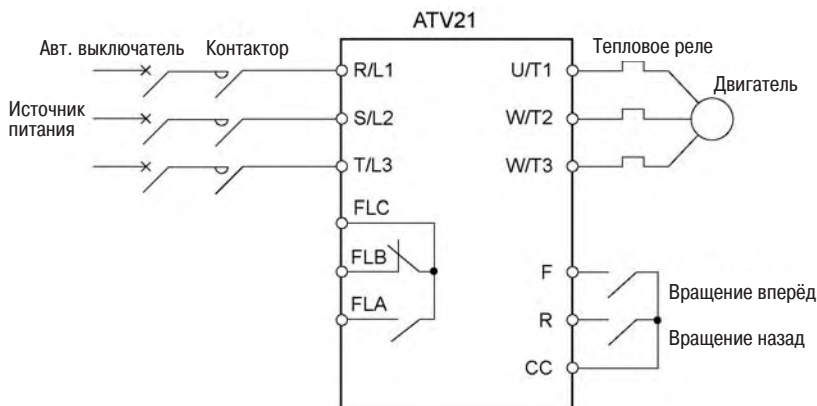 ATV21
Авт. выключатель
Контактор
Тепловое реле
R/L1
U/T1
Двигатель
Источник
питания
S/L2
W/T2
T/L3
W/T3
FLC
FLB
F
Вращение вперёд
FLA
R
Вращение назад
CC